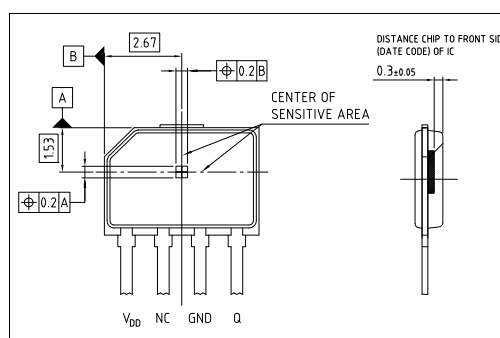 B
2.67
⌖ 0.2 B
DISTANCE CHIP TO FRONT SID
(DATE CODE) OF IC
0.3±0.05
A
CENTER OF
SENSITIVE AREA
1.53
⌖ 0.2 A
VDD NC GND Q